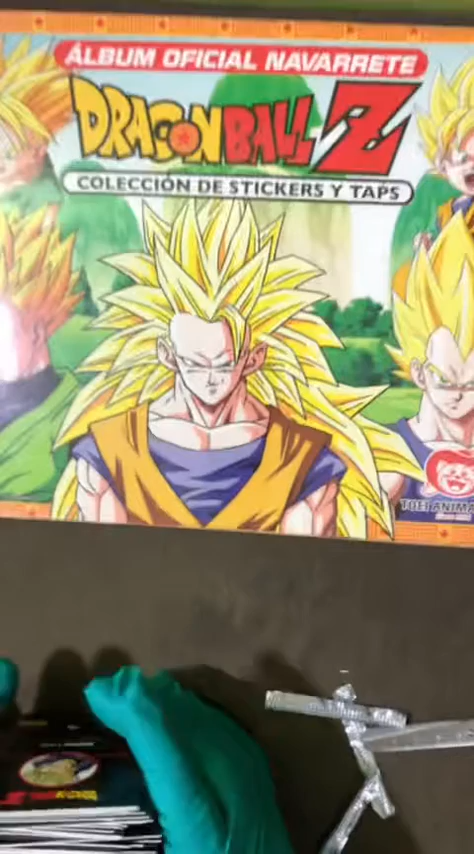 ÁLBUM OFICIAL NAVARRETE
DRAGON BALL Z
COLECCIÓN DE STICKERS Y TAPS
TOEI ANIMA